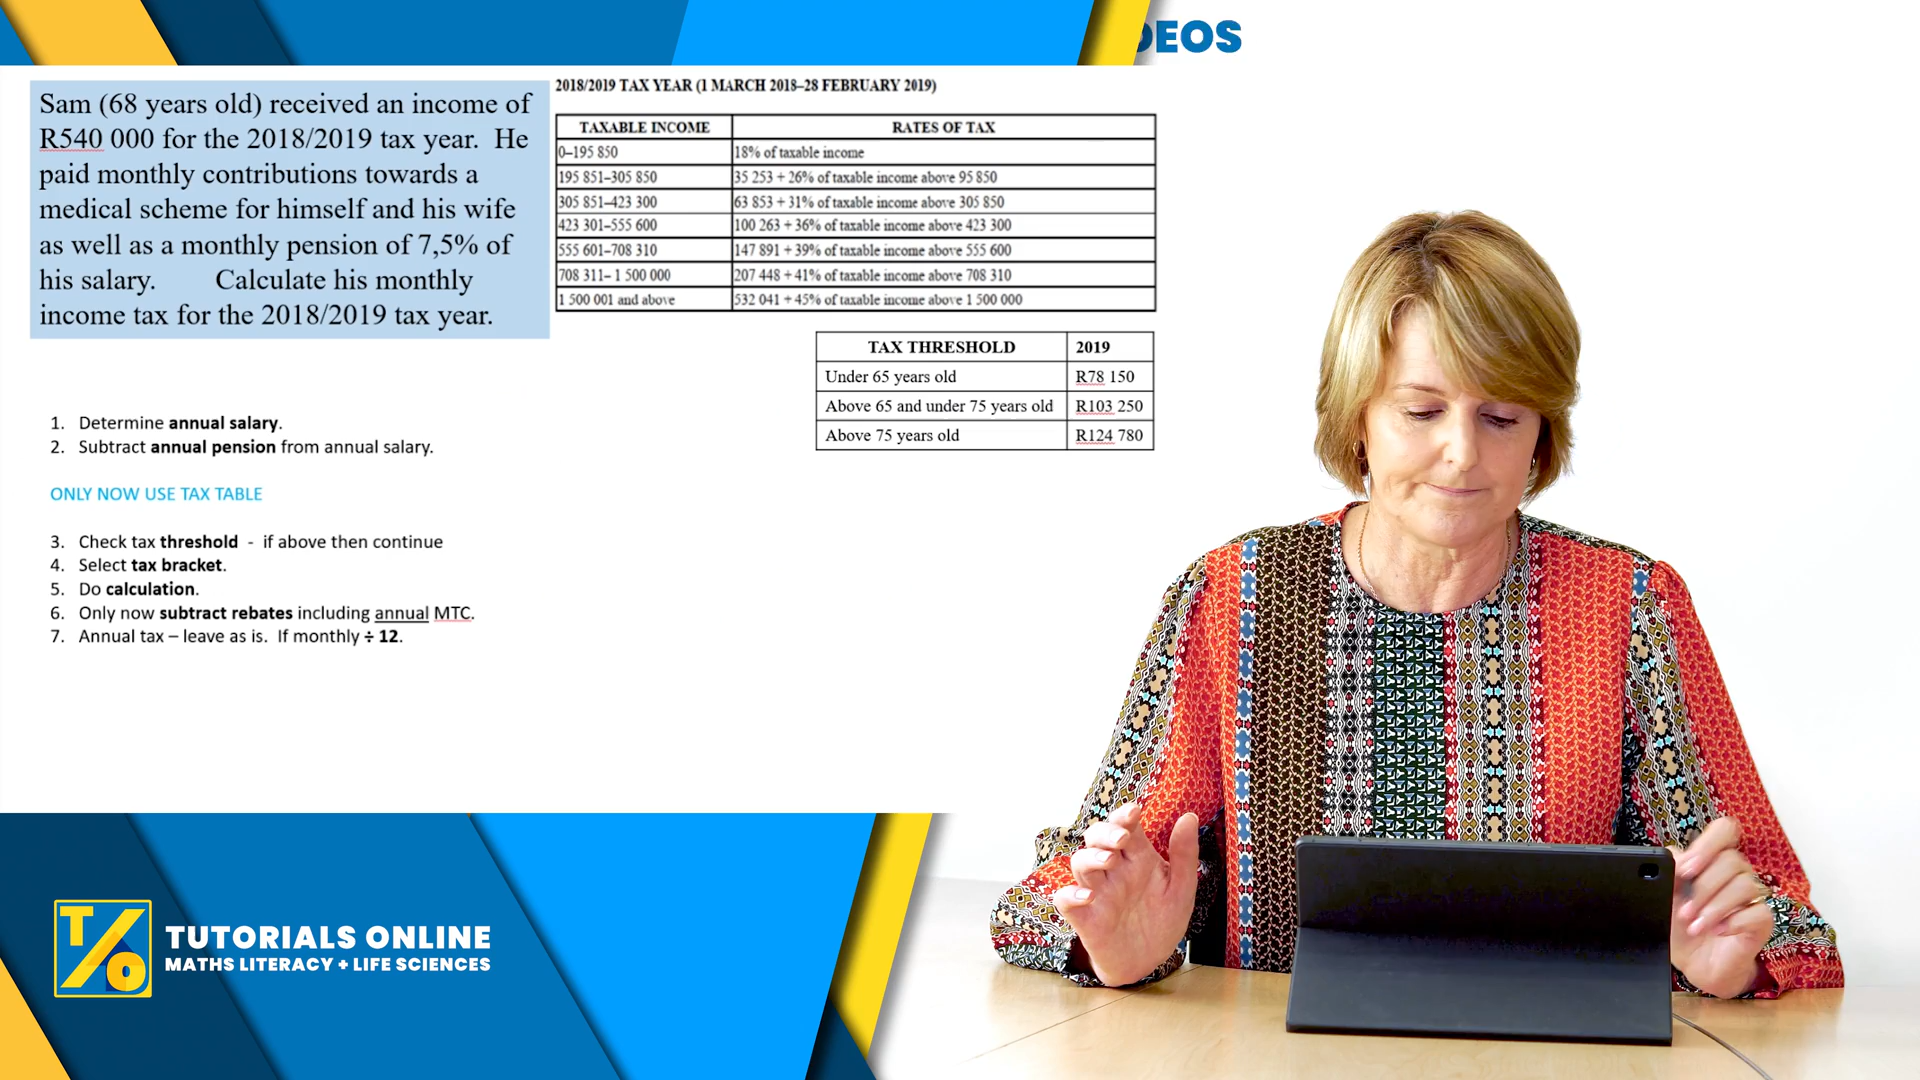 DEOS
Sam (68 years old) received an income of
R540 000 for the 2018/2019 tax year. He
paid monthly contributions towards a
medical scheme for himself and his wife
as well as a monthly pension of 7,5% of
his salary. Calculate his monthly
income tax for the 2018/2019 tax year.
2018/2019 TAX YEAR (1 MARCH 2018–28 FEBRUARY 2019)
TAXABLE INCOME RATES OF TAX
0–195 850 18% of taxable income
195 851–305 850 35 253 + 26% of taxable income above 95 850
305 851–423 300 63 853 + 31% of taxable income above 305 850
423 301–555 600 100 263 + 36% of taxable income above 423 300
555 601–708 310 147 891 + 39% of taxable income above 555 600
708 311– 1 500 000 207 448 + 41% of taxable income above 708 310
1 500 001 and above 532 041 + 45% of taxable income above 1 500 000
TAX THRESHOLD 2019
Under 65 years old R78 150
Above 65 and under 75 years old R103 250
Above 75 years old R124 780
1. Determine annual salary.
2. Subtract annual pension from annual salary.
ONLY NOW USE TAX TABLE
3. Check tax threshold - if above then continue
4. Select tax bracket.
5. Do calculation.
6. Only now subtract rebates including annual MTC.
7. Annual tax – leave as is. If monthly ÷ 12.
T/O
TUTORIALS ONLINE
MATHS LITERACY + LIFE SCIENCES